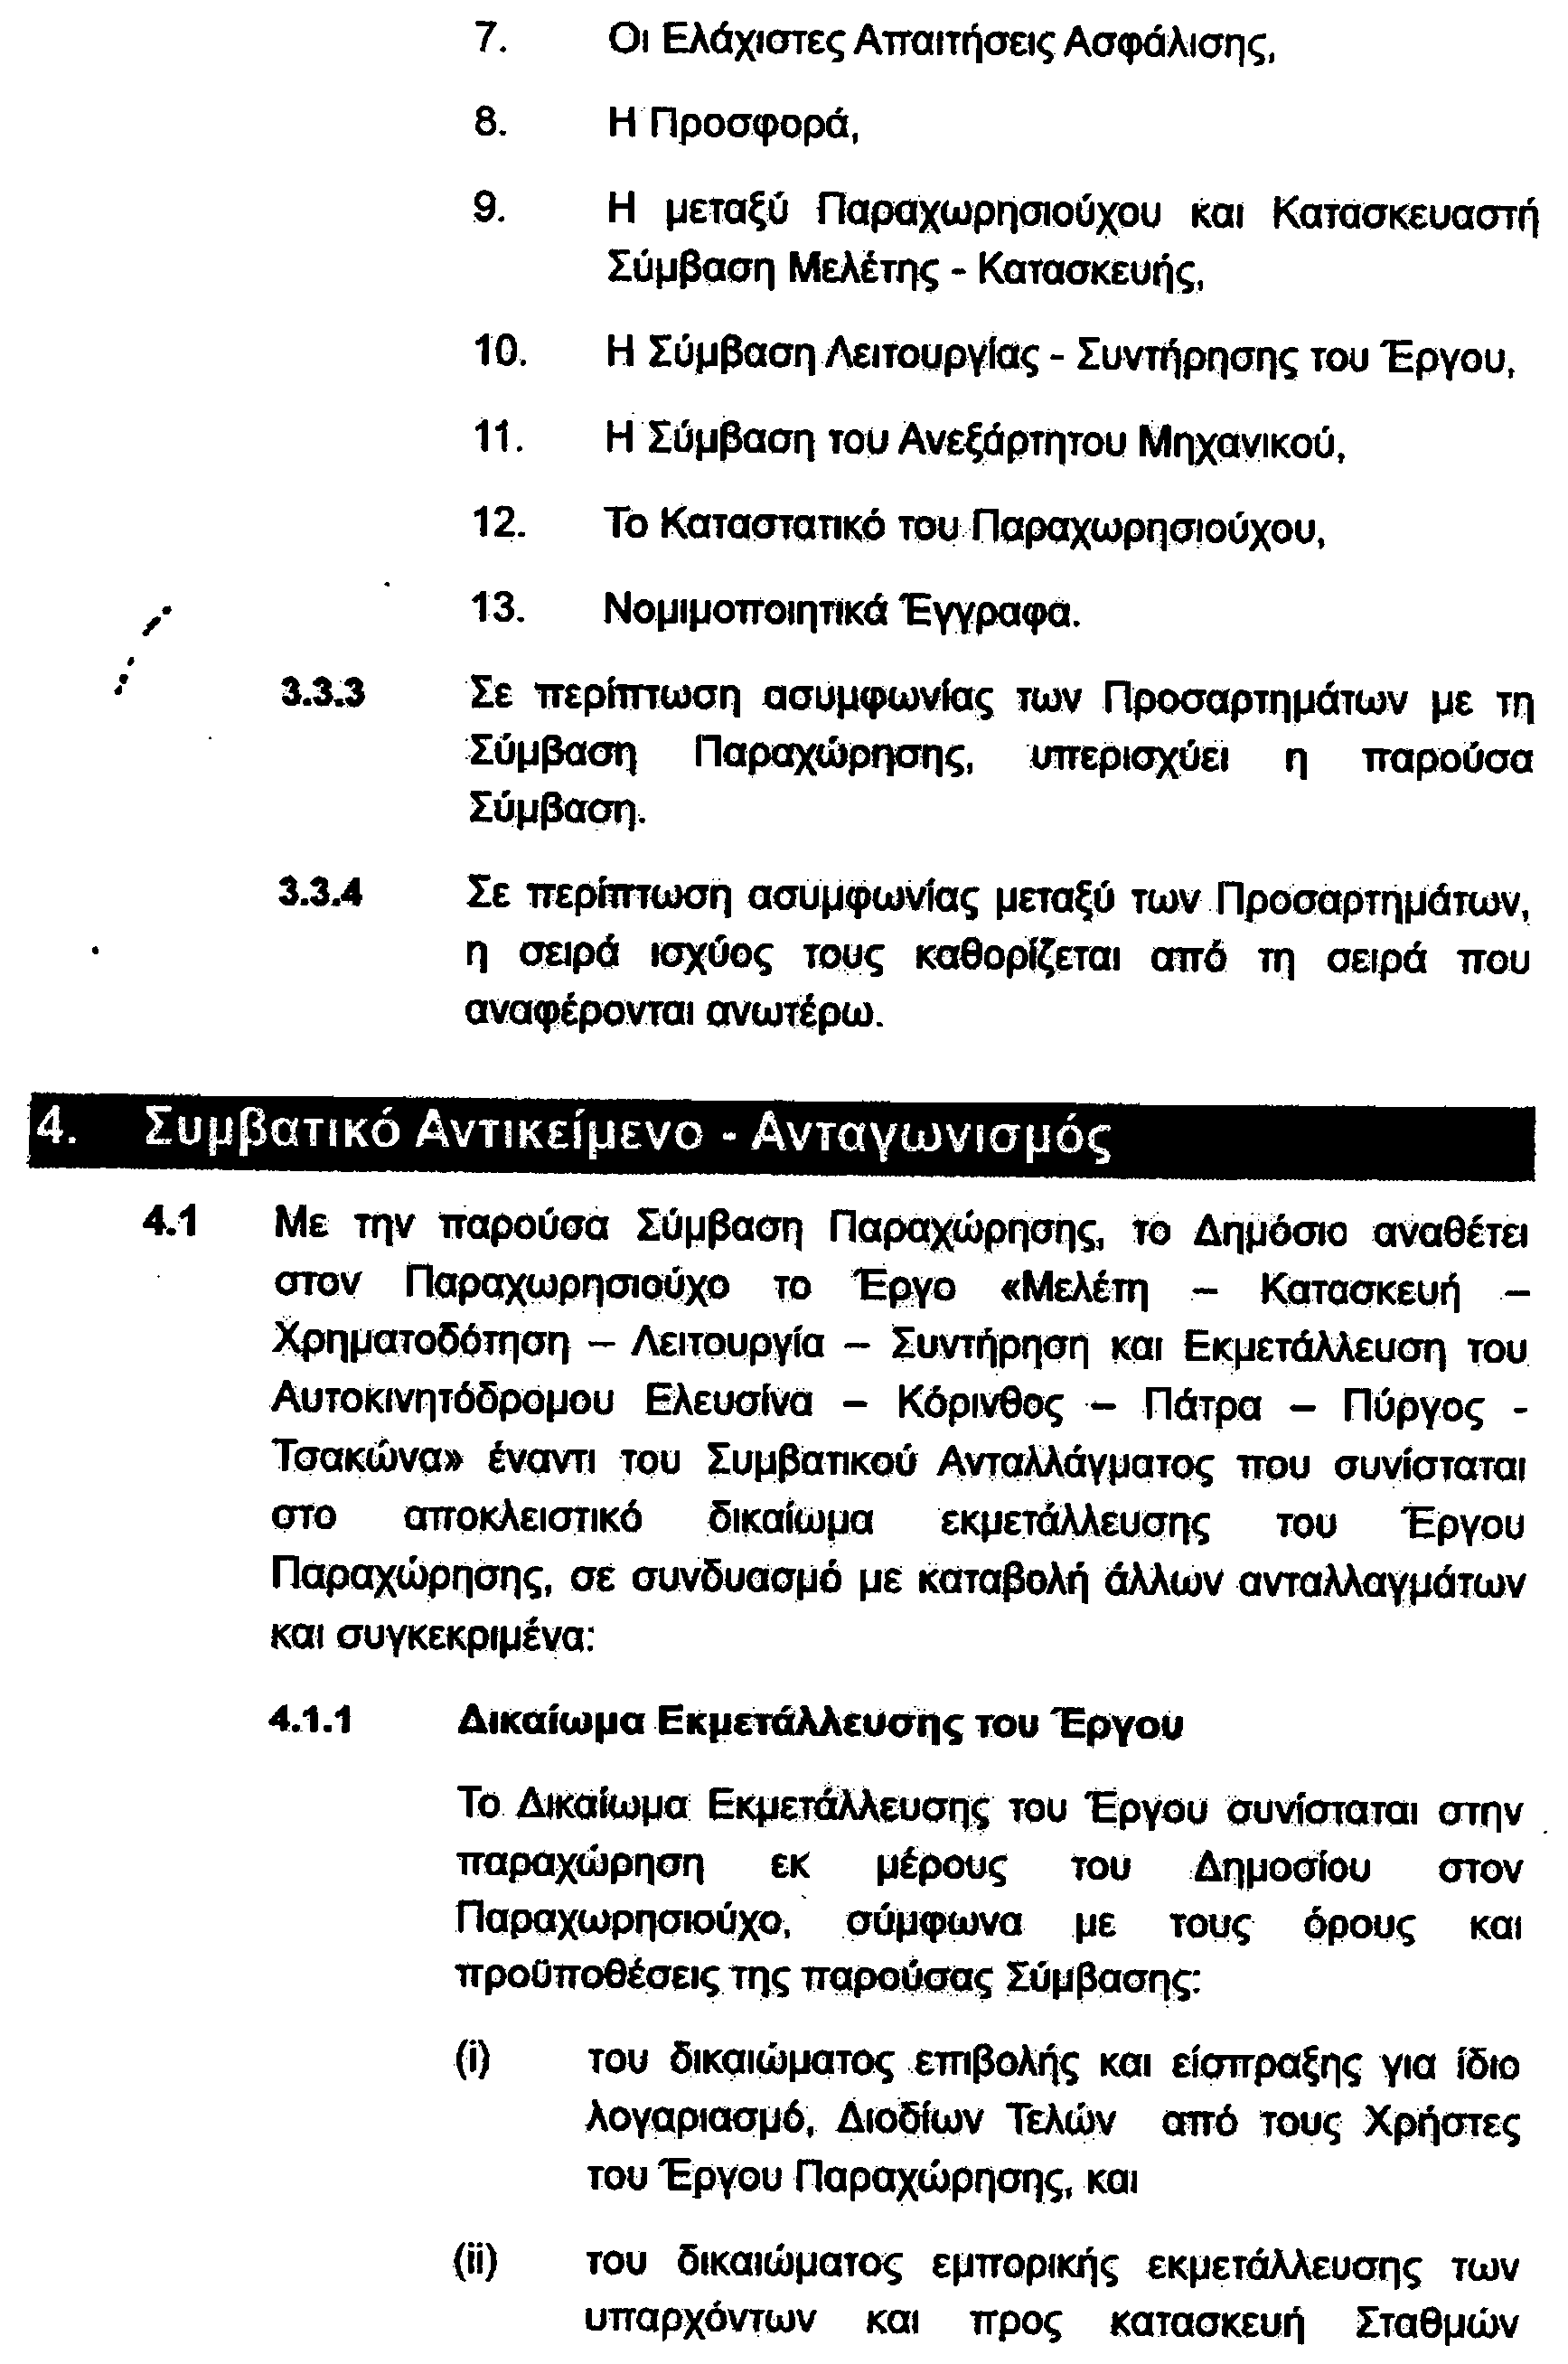 7. Οι Ελάχιστες Απαιτήσεις Ασφάλισης,
8. Η Προσφορά,
9. Η μεταξύ Παραχωρησιούχου και Κατασκευαστή
Σύμβαση Μελέτης - Κατασκευής,
10. Η Σύμβαση Λειτουργίας - Συντήρησης του Έργου,
11. Η Σύμβαση του Ανεξάρτητου Μηχανικού,
12. Το Καταστατικό του Παραχωρησιούχου,
13. Νομιμοποιητικά Έγγραφα.
3.3.3 Σε περίπτωση ασυμφωνίας των Προσαρτημάτων με τη
Σύμβαση Παραχώρησης, υπερισχύει η παρούσα
Σύμβαση.
3.3.4 Σε περίπτωση ασυμφωνίας μεταξύ των Προσαρτημάτων,
η σειρά ισχύος τους καθορίζεται από τη σειρά που
αναφέρονται ανωτέρω.
4. Συμβατικό Αντικείμενο - Ανταγωνισμός
4.1 Με την παρούσα Σύμβαση Παραχώρησης, το Δημόσιο αναθέτει
στον Παραχωρησιούχο το Έργο «Μελέτη – Κατασκευή –
Χρηματοδότηση – Λειτουργία – Συντήρηση και Εκμετάλλευση του
Αυτοκινητόδρομου Ελευσίνα – Κόρινθος – Πάτρα – Πύργος -
Τσακώνα» έναντι του Συμβατικού Ανταλλάγματος που συνίσταται
στο αποκλειστικό δικαίωμα εκμετάλλευσης του Έργου
Παραχώρησης, σε συνδυασμό με καταβολή άλλων ανταλλαγμάτων
και συγκεκριμένα:
4.1.1 Δικαίωμα Εκμετάλλευσης του Έργου
Το Δικαίωμα Εκμετάλλευσης του Έργου συνίσταται στην
παραχώρηση εκ μέρους του Δημοσίου στον
Παραχωρησιούχο, σύμφωνα με τους όρους και
προϋποθέσεις της παρούσας Σύμβασης:
(i) του δικαιώματος επιβολής και είσπραξης για ίδιο
λογαριασμό, Διοδίων Τελών από τους Χρήστες
του Έργου Παραχώρησης, και
(ii) του δικαιώματος εμπορικής εκμετάλλευσης των
υπαρχόντων και προς κατασκευή Σταθμών